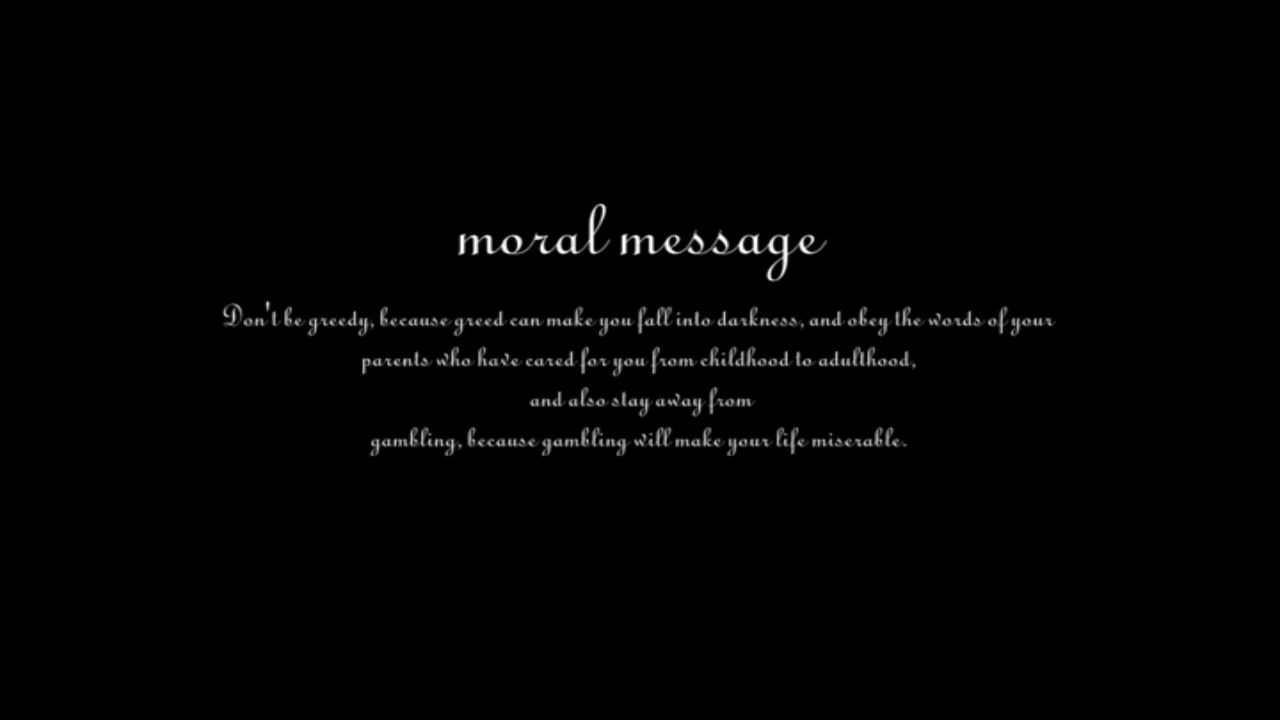 moral message
Don't be greedy, because greed can make you fall into darkness, and obey the words of your
parents who have cared for you from childhood to adulthood,
and also stay away from
gambling, because gambling will make your life miserable.